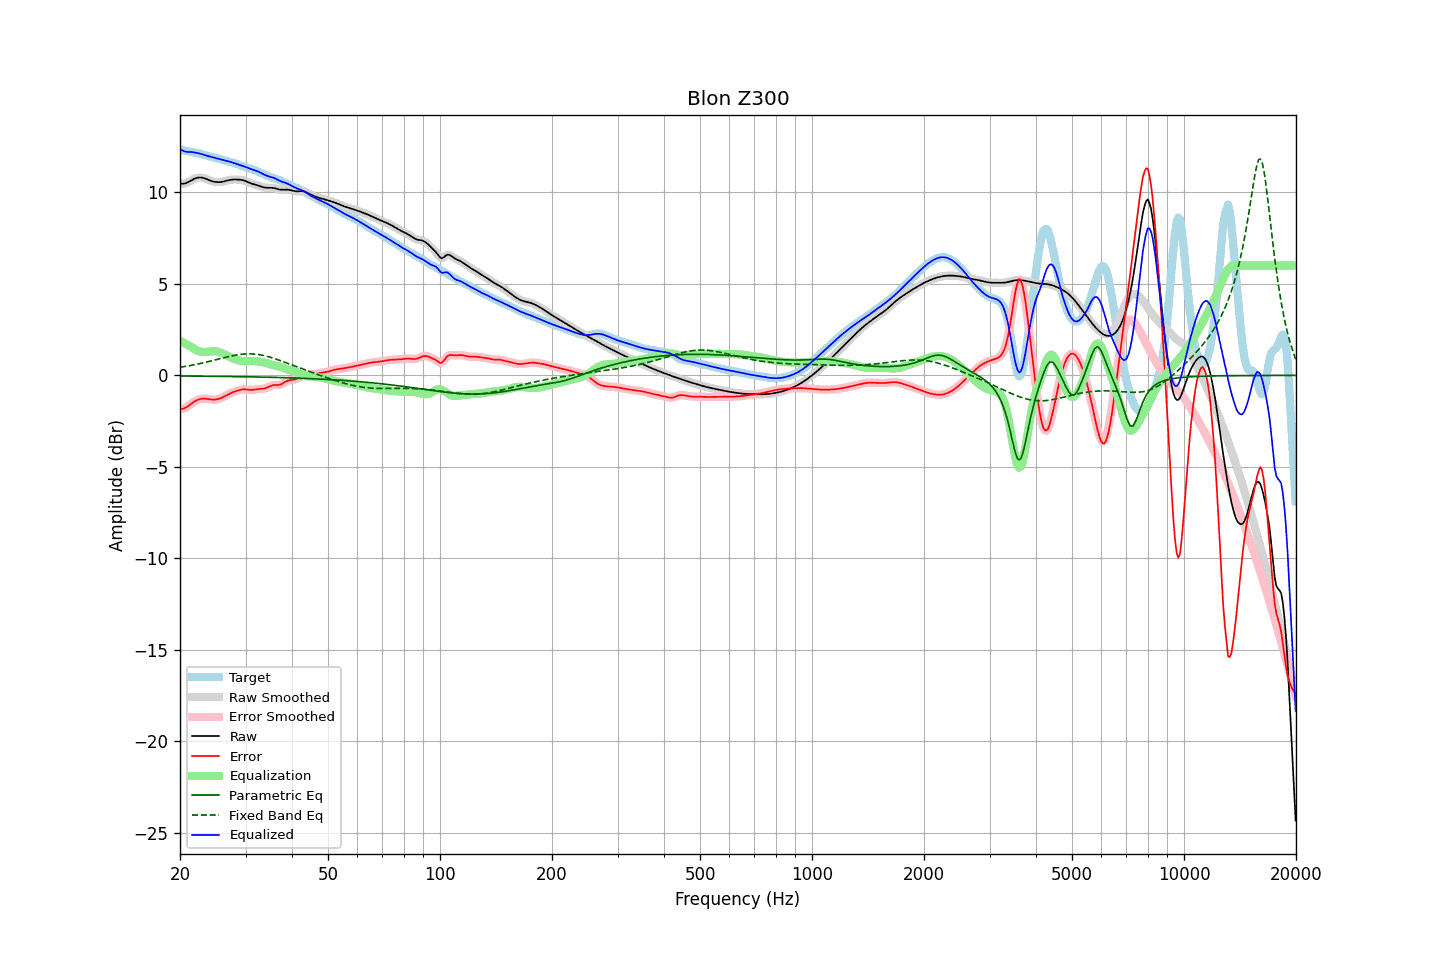 Blon Z300
Amplitude (dBr)
10
5
0
−5
−10
−15
−20
−25
Target
Raw Smoothed
Error Smoothed
Raw
Error
Equalization
Parametric Eq
Fixed Band Eq
Equalized
20 50 100 200 500 1000 2000 5000 10000 20000
Frequency (Hz)